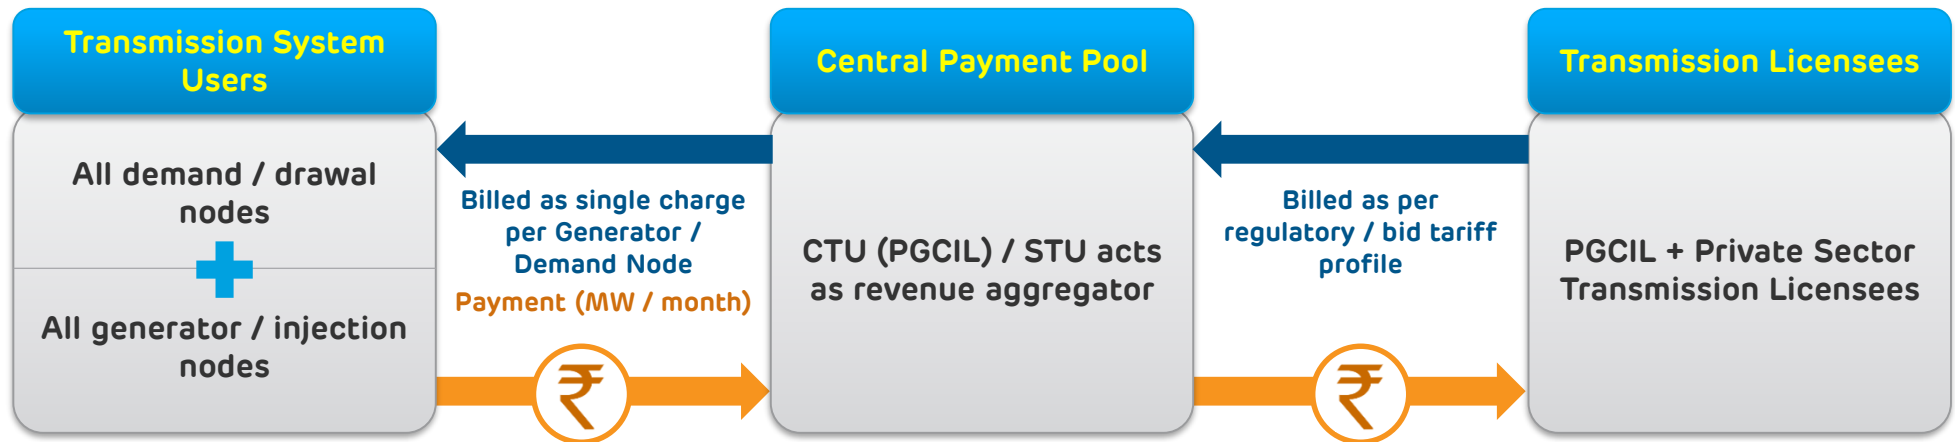 Transmission System
Users
All demand / drawal
nodes
All generator / injection
nodes
Billed as single charge
per Generator /
Demand Node
Payment (MW / month)
₹
Central Payment Pool
CTU (PGCIL) / STU acts
as revenue aggregator
Billed as per
regulatory / bid tariff
profile
₹
Transmission Licensees
PGCIL + Private Sector
Transmission Licensees